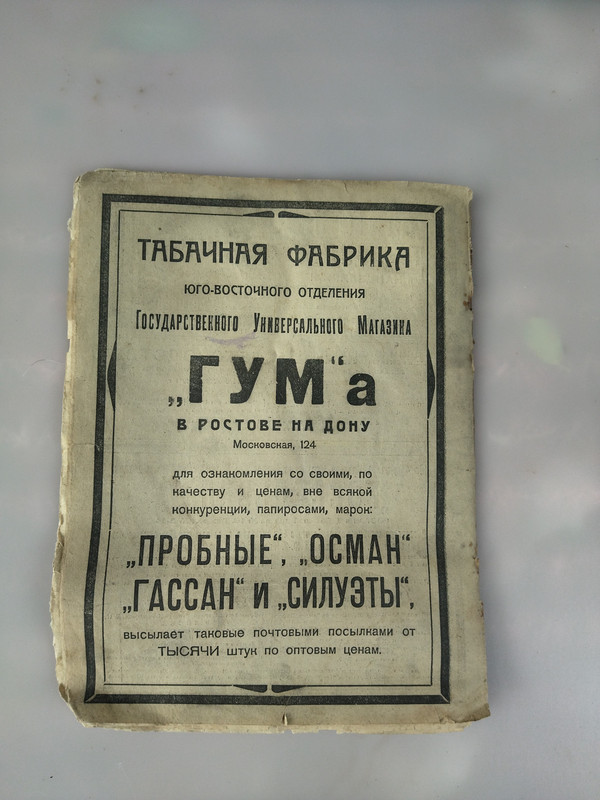 ТАБАЧНАЯ ФАБРИКА
ЮГО-ВОСТОЧНОГО ОТДЕЛЕНИЯ
Государственного Универсального Магазина
„ГУМ“а
В РОСТОВЕ НА ДОНУ
Московская, 124
для ознакомления со своими, по
качеству и ценам, вне всякой
конкуренции, папиросами, марок:
„ПРОБНЫЕ“, „ОСМАН“
„ГАССАН“ и „СИЛУЭТЫ“,
высылает таковые почтовыми посылками от
ТЫСЯЧИ штук по оптовым ценам.